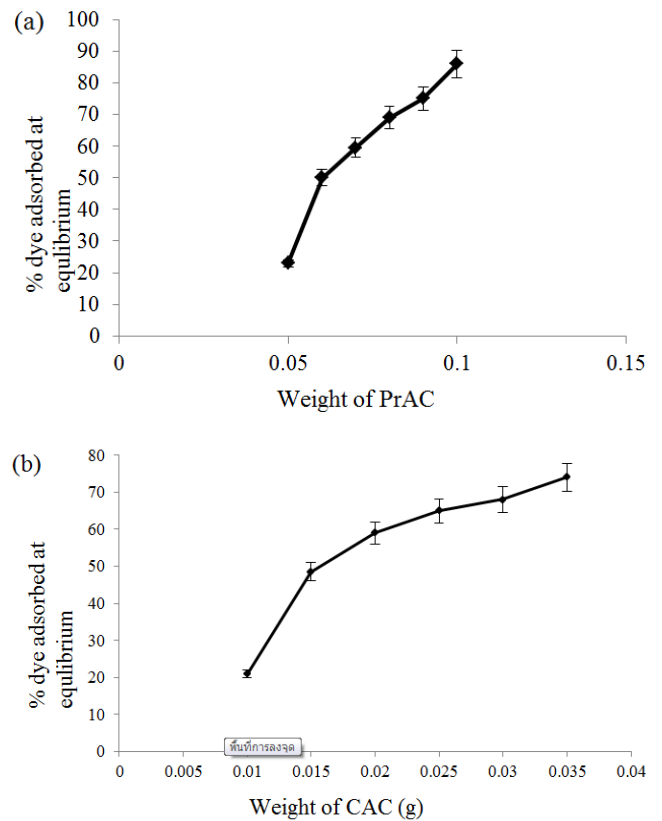 (a)
100
90
80
70
60
50
40
30
20
10
0
% dye adsorbed at
equlibrium
0 0.05 0.1 0.15
Weight of PrAC
(b)
80
70
60
50
40
30
20
10
0
% dye adsorbed at
equlibrium
พื้นที่การลงจุด
0 0.005 0.01 0.015 0.02 0.025 0.03 0.035 0.04
Weight of CAC (g)